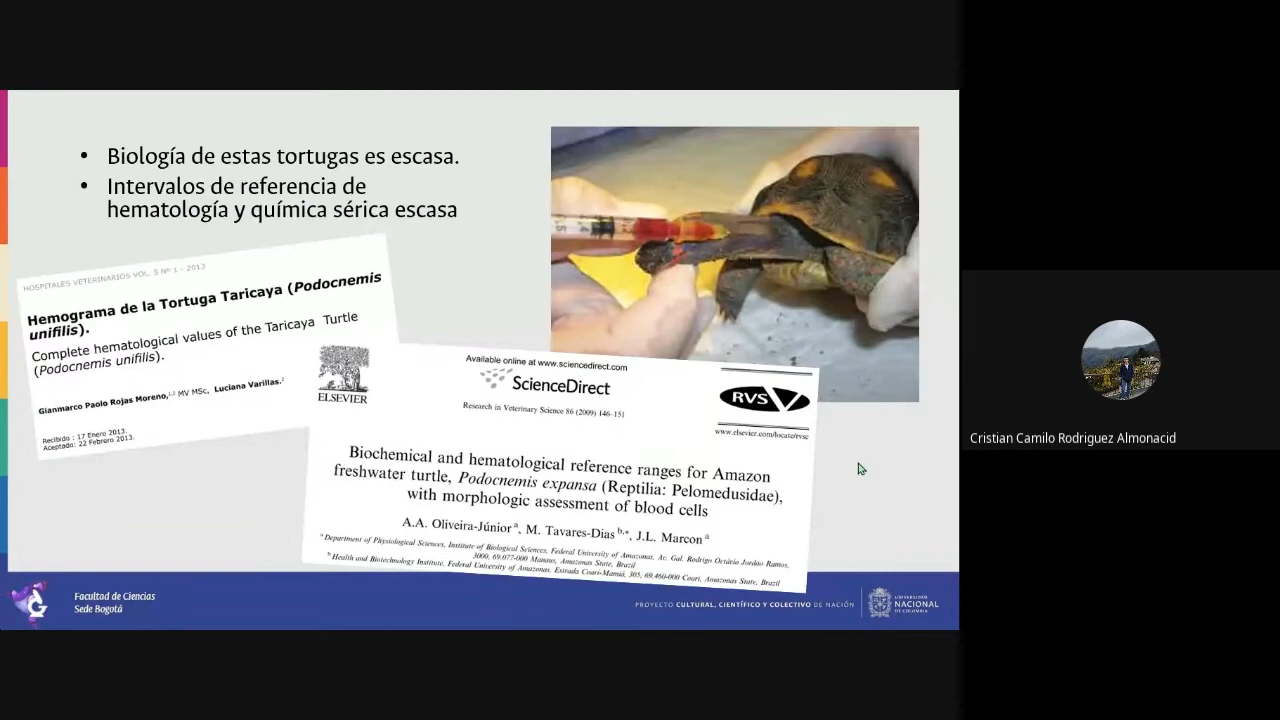 • Biología de estas tortugas es escasa.
• Intervalos de referencia de
hematología y química sérica escasa
HOSPITALES VETERINARIOS VOL. 5 Nº 1 - 2013
Hemograma de la Tortuga Taricaya (Podocnemis
unifilis).
Complete hematological values of the Taricaya Turtle
(Podocnemis unifilis).
Gianmarco Paolo Rojas Moreno,1,2 MV MSc, Luciana Varillas.2
Recibido : 17 Enero 2013.
Aceptado: 22 Febrero 2013.
ELSEVIER
Available online at www.sciencedirect.com
ScienceDirect
Research in Veterinary Science 86 (2009) 146–151
RVS
www.elsevier.com/locate/rvsc
Biochemical and hematological reference ranges for Amazon
freshwater turtle, Podocnemis expansa (Reptilia: Pelomedusidae),
with morphologic assessment of blood cells
A.A. Oliveira-Júnior a, M. Tavares-Dias b,*, J.L. Marcon a
a Department of Physiological Sciences, Institute of Biological Sciences, Federal University of Amazonas, Av. Gal. Rodrigo Octávio Jordao Ramos,
3000, 69.077-000 Manaus, Amazonas State, Brazil
b Health and Biotechnology Institute, Federal University of Amazonas, Estrada Coari-Mamiá, 305, 69.460-000 Coari, Amazonas State, Brazil
Facultad de Ciencias
Sede Bogotá
PROYECTO CULTURAL, CIENTÍFICO Y COLECTIVO DE NACIÓN
UNIVERSIDAD
NACIONAL
DE COLOMBIA
Cristian Camilo Rodriguez Almonacid